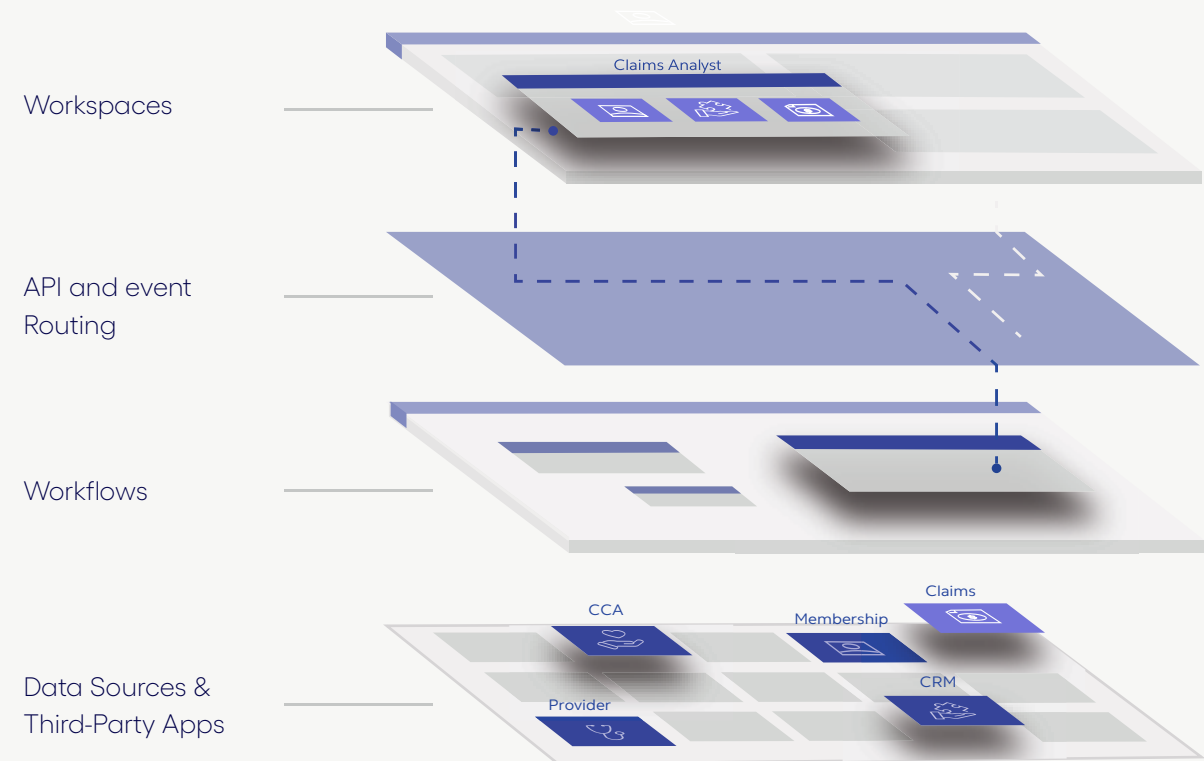 Claims Analyst
Workspaces
API and event
Routing
Workflows
Claims
CCA
Membership
CRM
Data Sources &
Third-Party Apps
Provider